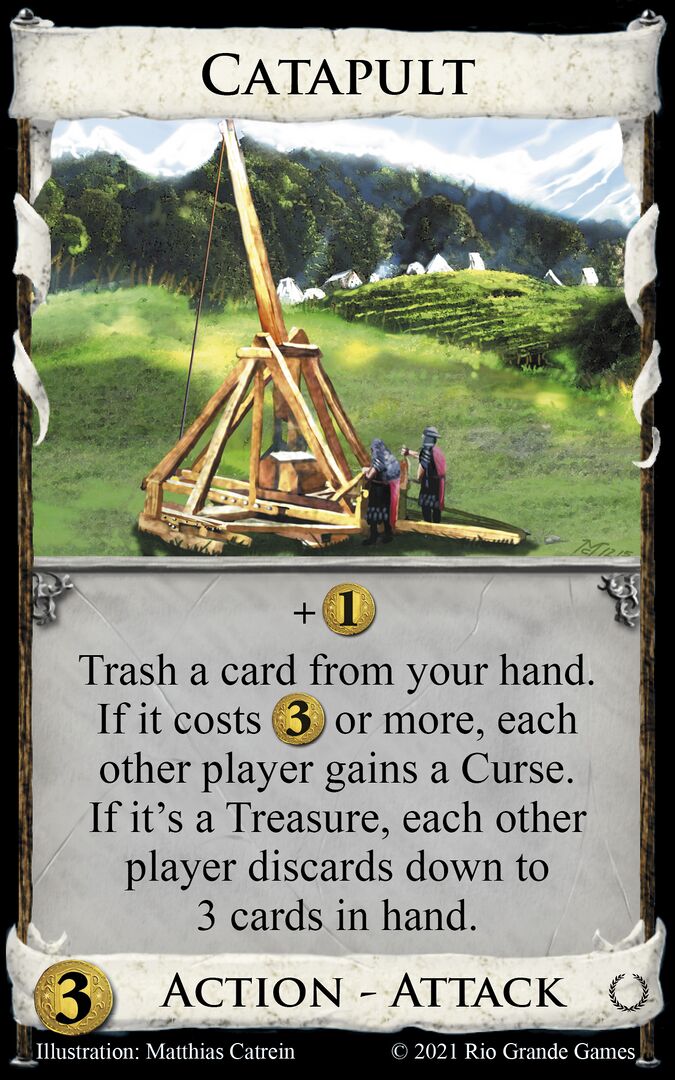 CATAPULT
+1
Trash a card from your hand.
If it costs 3 or more, each
other player gains a Curse.
If it's a Treasure, each other
player discards down to
3 cards in hand.
3 ACTION - ATTACK
Illustration: Matthias Catrein © 2021 Rio Grande Games